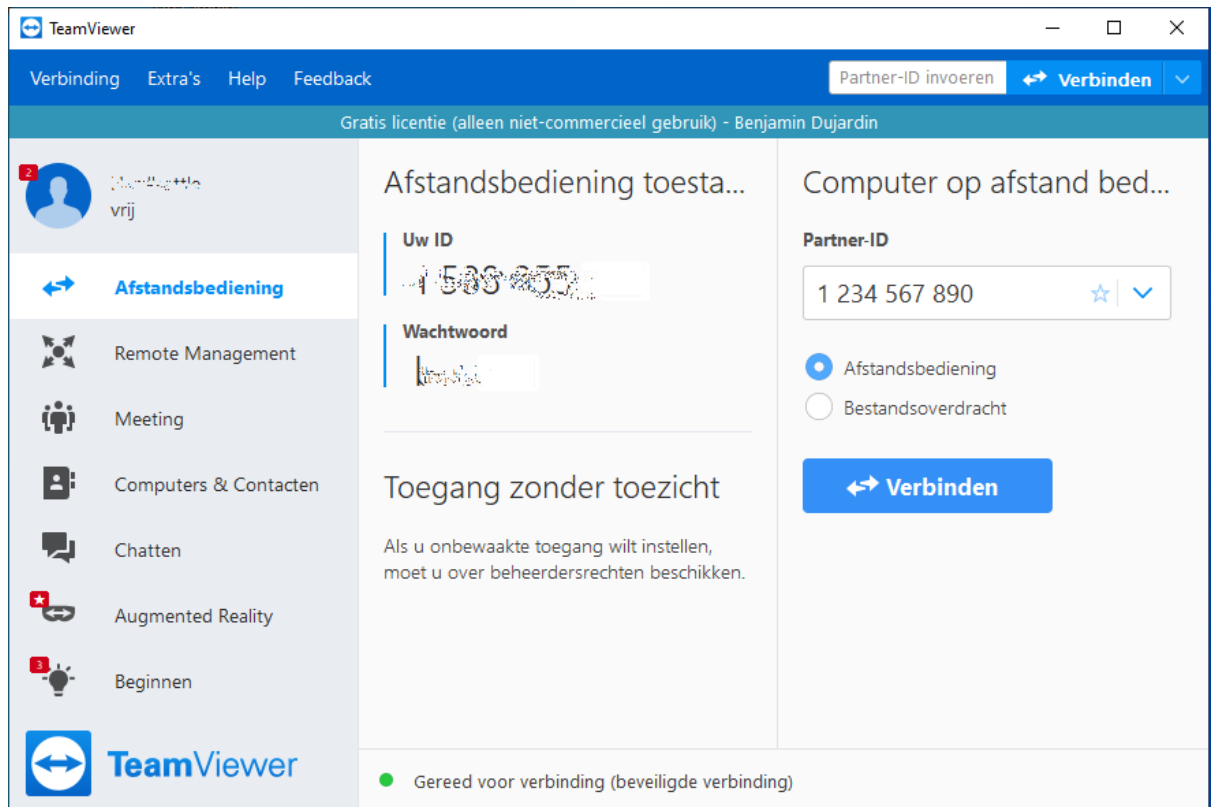 TeamViewer
Verbinding Extra's Help Feedback Partner-ID invoeren Verbinden
Gratis licentie (alleen niet-commercieel gebruik) - Benjamin Dujardin
2
vrij
Afstandsbediening
Remote Management
Meeting
Computers & Contacten
Chatten
Augmented Reality
3
Beginnen
TeamViewer
Afstandsbediening toesta...
Uw ID
Wachtwoord
Toegang zonder toezicht
Als u onbewaakte toegang wilt instellen,
moet u over beheerdersrechten beschikken.
Computer op afstand bed...
Partner-ID
1 234 567 890
Afstandsbediening
Bestandsoverdracht
Verbinden
Gereed voor verbinding (beveiligde verbinding)